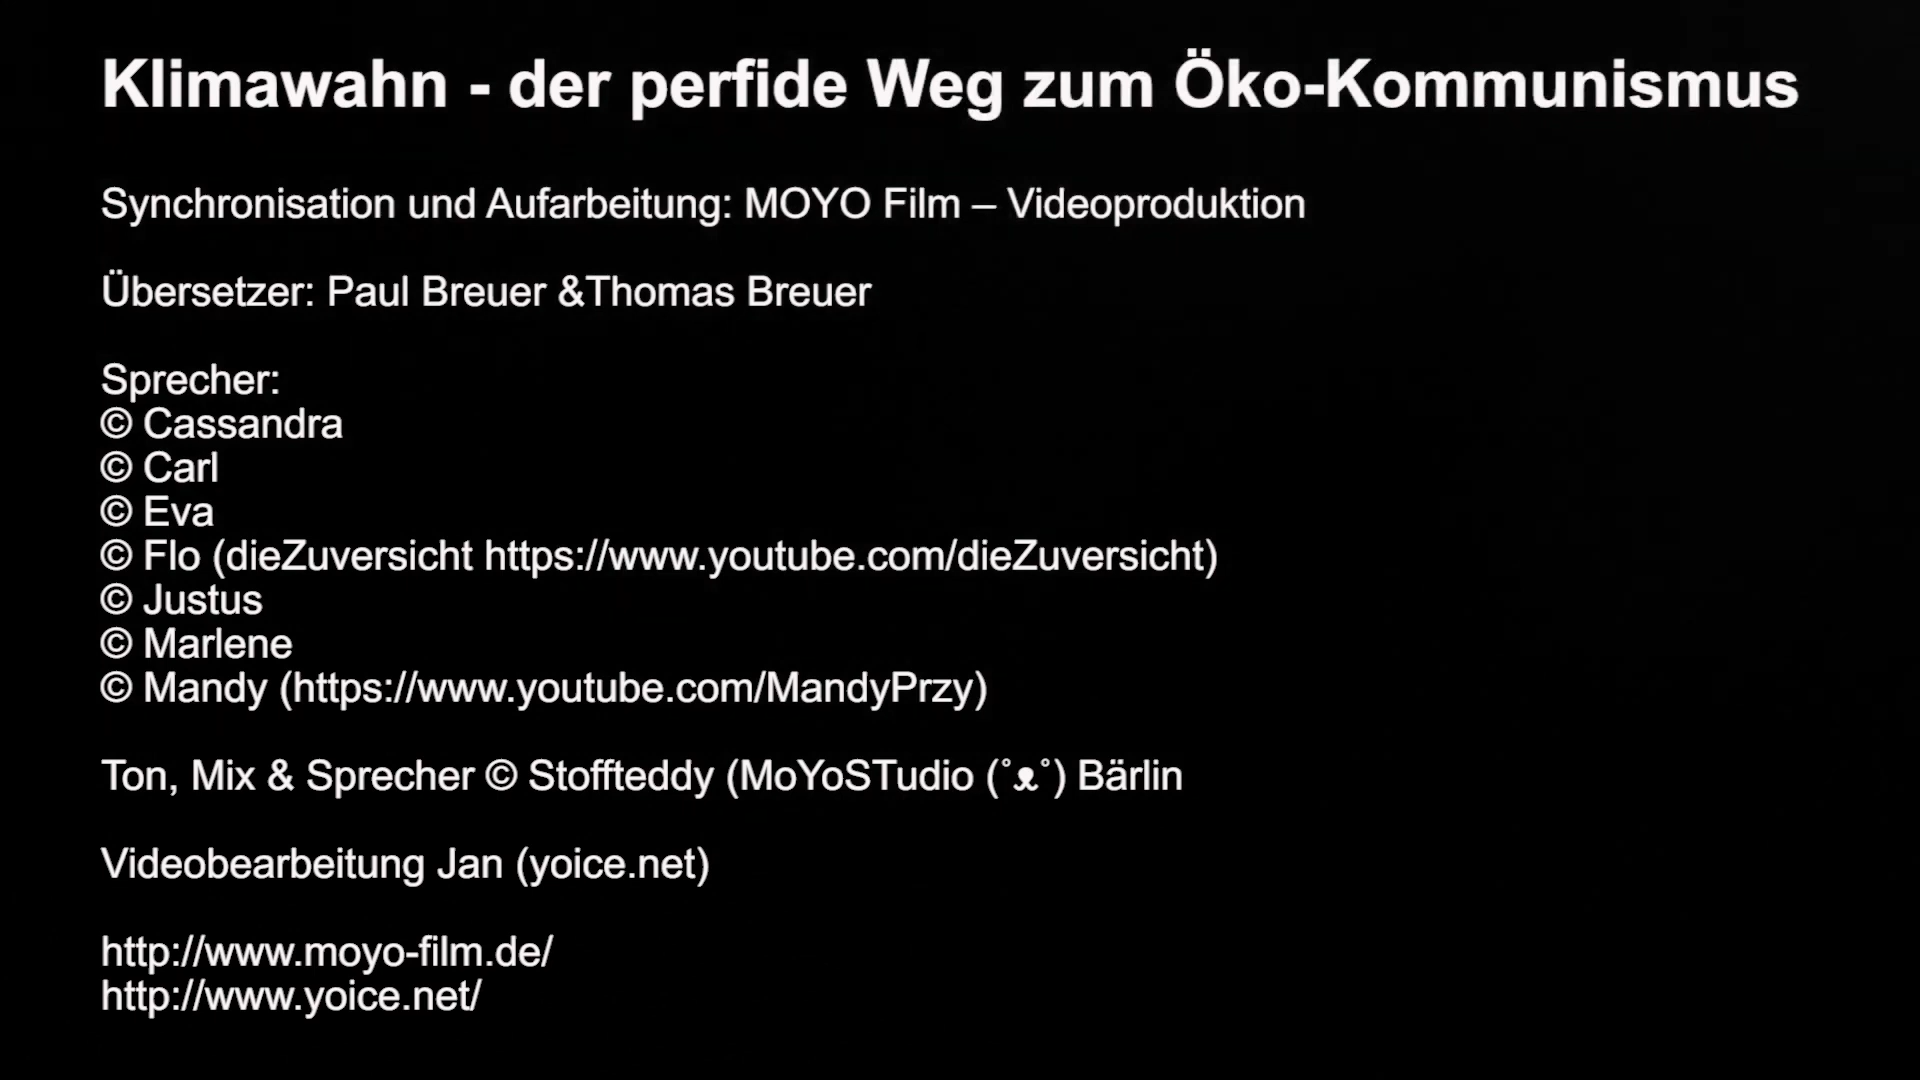 Klimawahn - der perfide Weg zum Öko-Kommunismus
Synchronisation und Aufarbeitung: MOYO Film – Videoproduktion
Übersetzer: Paul Breuer &Thomas Breuer
Sprecher:
© Cassandra
© Carl
© Eva
© Flo (dieZuversicht https://www.youtube.com/dieZuversicht)
© Justus
© Marlene
© Mandy (https://www.youtube.com/MandyPrzy)
Ton, Mix & Sprecher © Stoffteddy (MoYoSTudio (˚ᴥ˚) Bärlin
Videobearbeitung Jan (yoice.net)
http://www.moyo-film.de/
http://www.yoice.net/